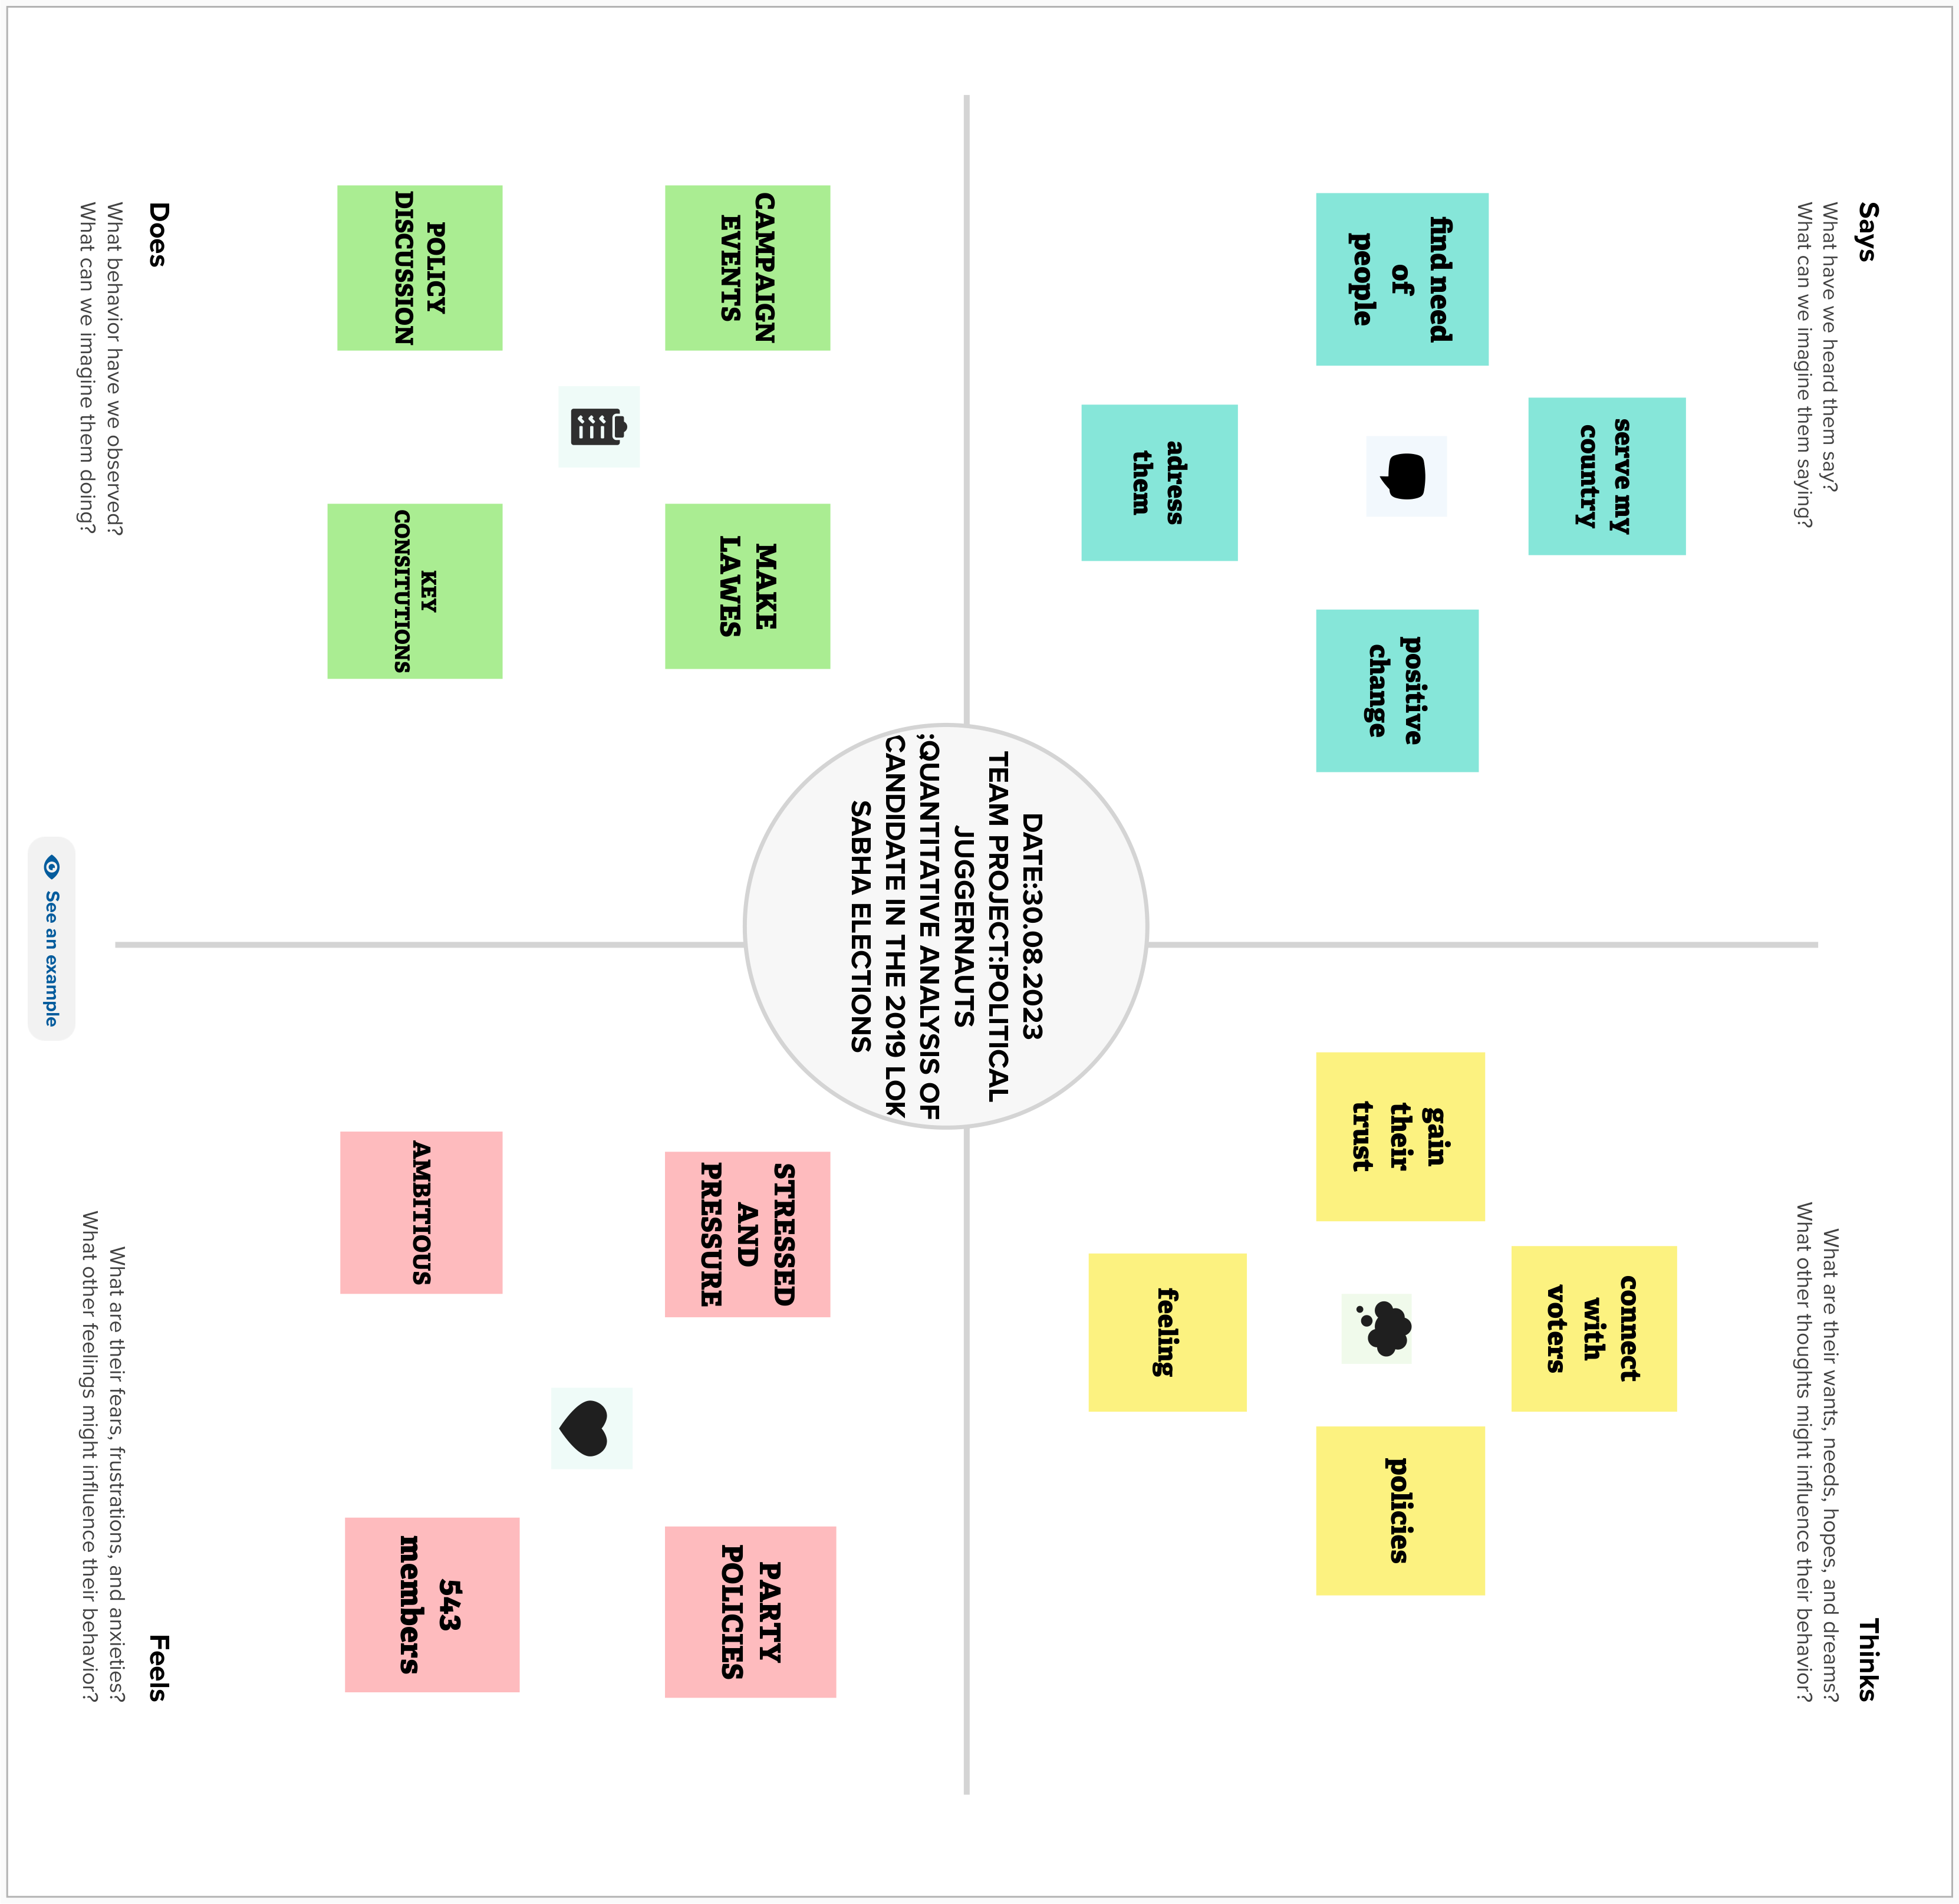 Says
What have we heard them say?
What can we imagine them saying?
serve my
country
find need
of
people
positive
change
adress
them
Thinks
What are their wants, needs, hopes, and dreams?
What other thoughts might influence their behavior?
connect
with
voters
gain
their
trust
policies
feeling
DATE:30.08.2023
TEAM PROJECT:POLITICAL
JUGGERNAUTS
;QUANTITATIVE ANALYSIS OF
CANDIDATE IN THE 2019 LOK
SABHA ELECTIONS
CAMPAIGN
EVENTS
MAKE
LAWES
POLICY
DISCUSSION
KEY
CONSITUTIONS
Does
What behavior have we observed?
What can we imagine them doing?
STRESSED
AND
PRESSURE
PARTY
POLICIES
AMBITIOUS
543
members
Feels
What are their fears, frustrations, and anxieties?
What other feelings might influence their behavior?
See an example